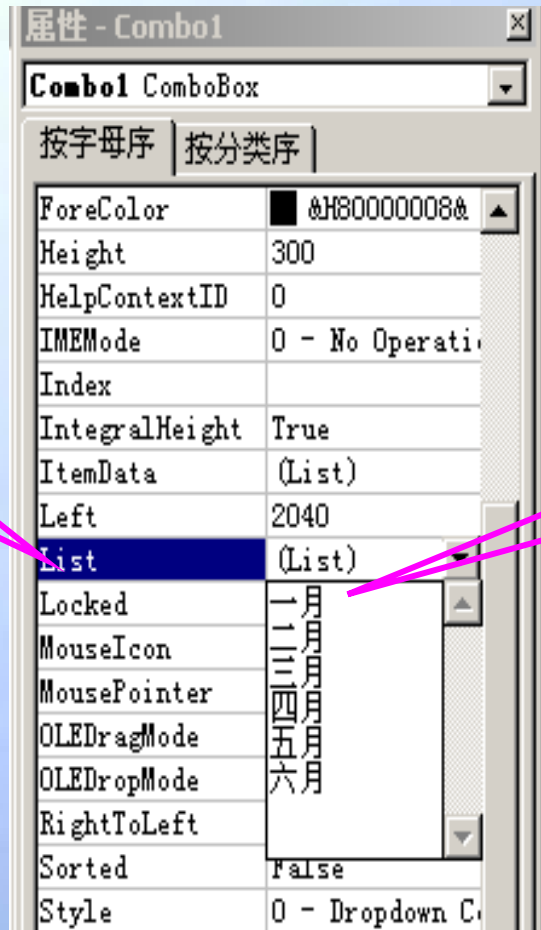 属性 - Combo1
Combo1 ComboBox
按字母序 按分类序
ForeColor &H80000008&
Height 300
HelpContextID 0
IMEMode 0 - No Operati
Index
IntegralHeight True
ItemData (List)
Left 2040
List (List)
Locked 一月
二月
MouseIcon 三月
MousePointer 四月
OLEDragMode 五月
OLEDropMode 六月
RightToLeft
Sorted False
Style 0 - Dropdown C